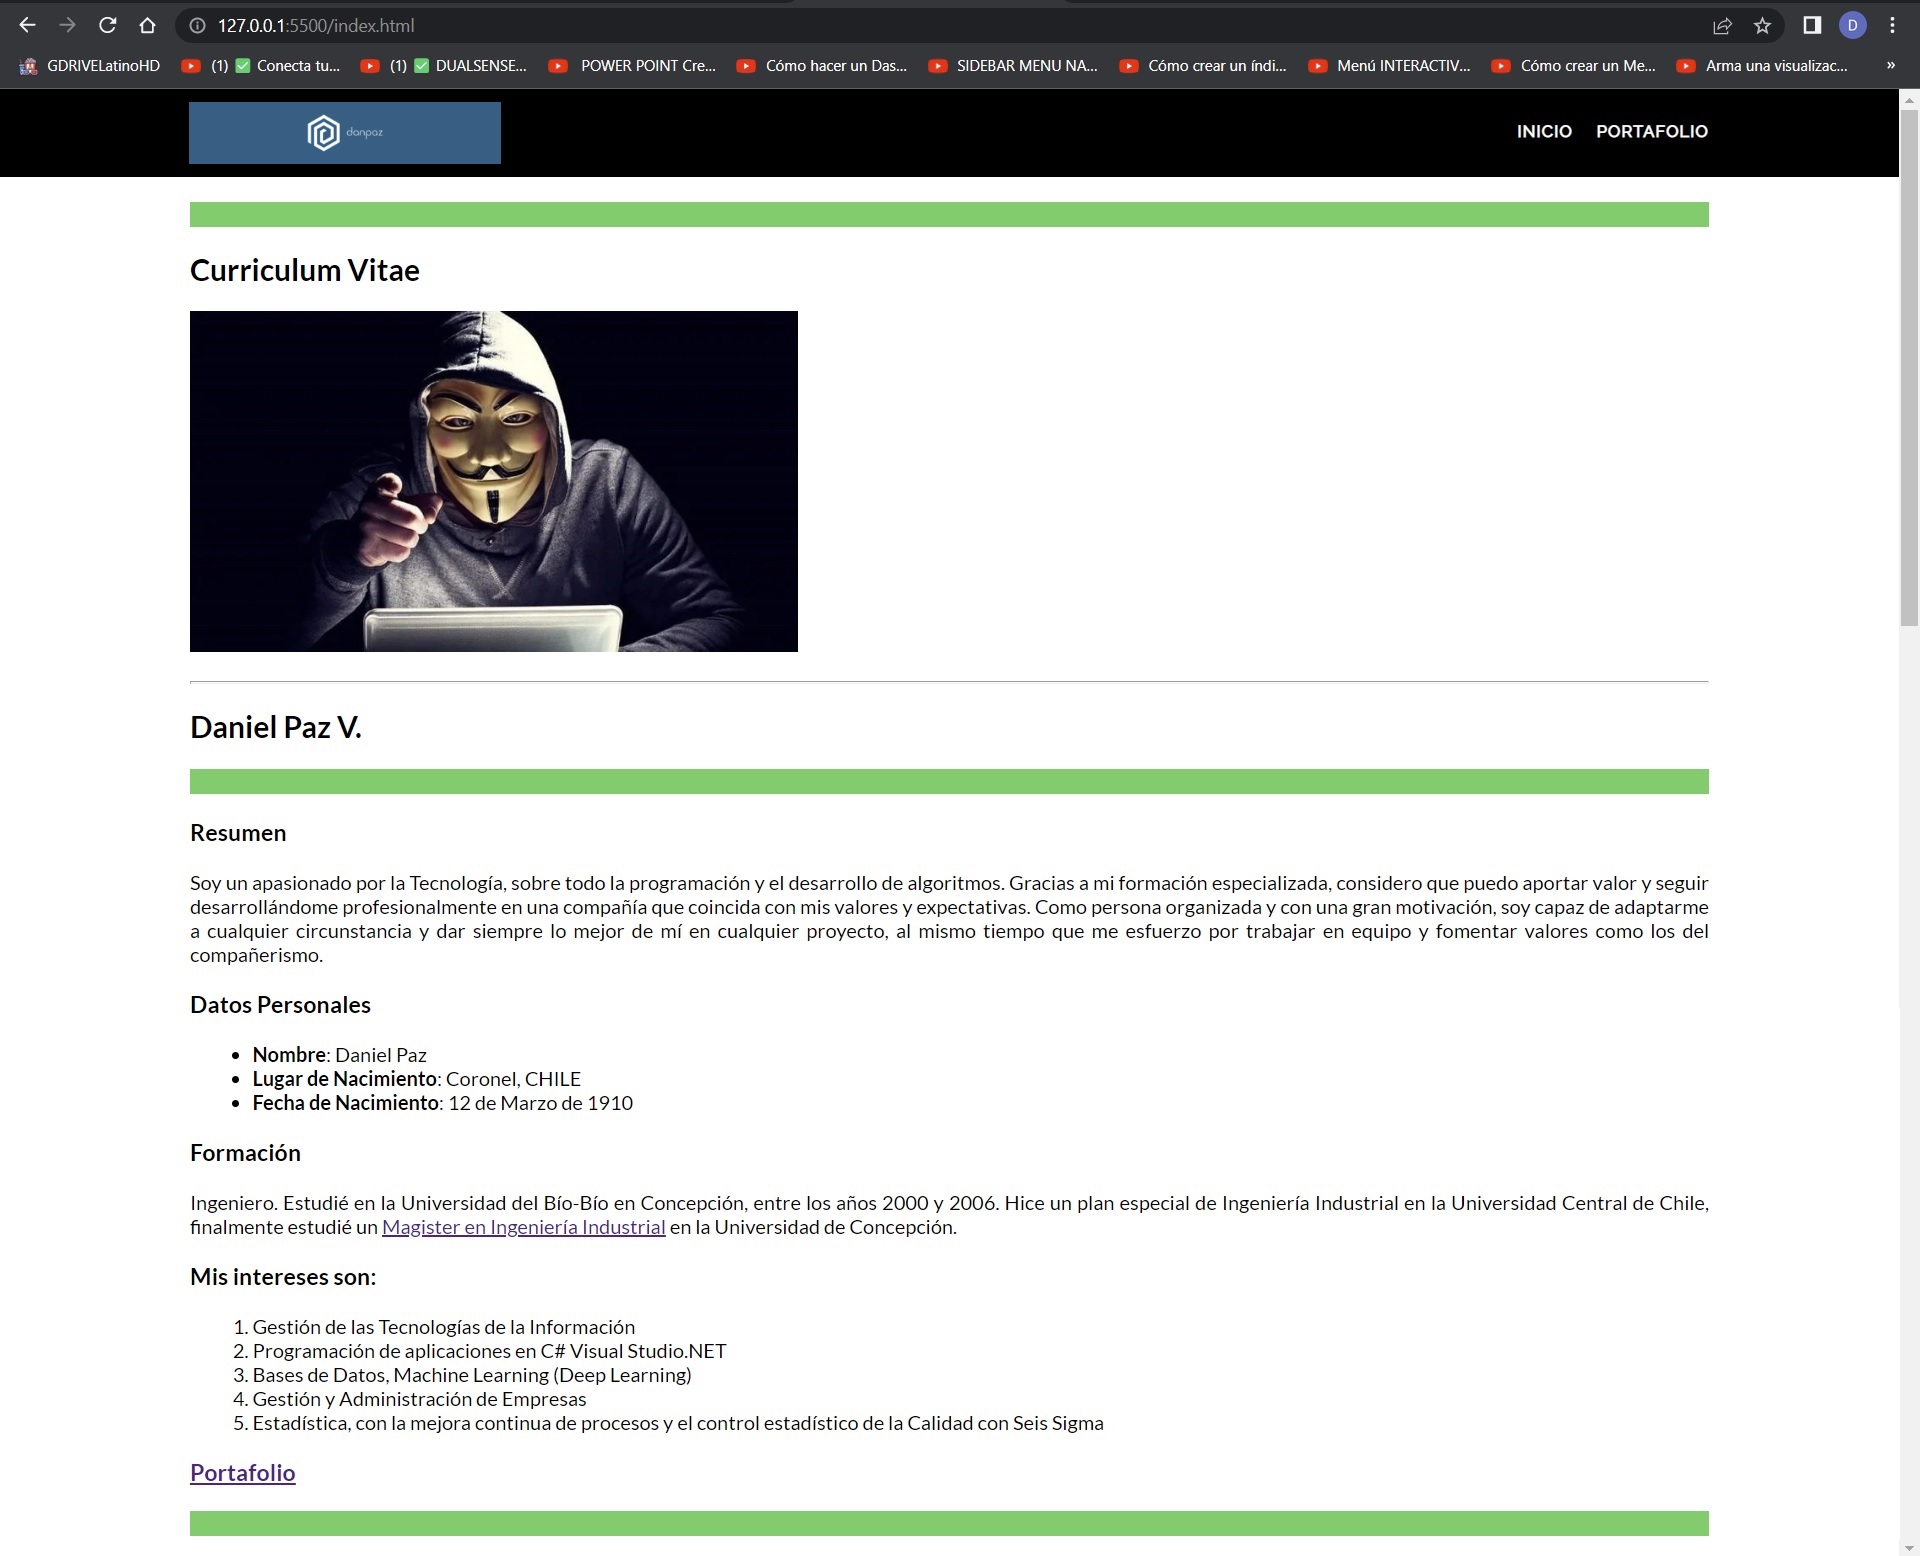 127.0.0.1:5500/index.html
D
GDRIVELatinoHD
(1) ✅ Conecta tu...
(1) ✅ DUALSENSE...
POWER POINT Cre...
Cómo hacer un Das...
SIDEBAR MENU NA...
Cómo crear un índi...
Menú INTERACTIV...
Cómo crear un Me...
Arma una visualizac...
»
danpaz
INICIO
PORTAFOLIO
Curriculum Vitae
Daniel Paz V.
Resumen
Soy un apasionado por la Tecnología, sobre todo la programación y el desarrollo de algoritmos. Gracias a mi formación especializada, considero que puedo aportar valor y seguir
desarrollándome profesionalmente en una compañía que coincida con mis valores y expectativas. Como persona organizada y con una gran motivación, soy capaz de adaptarme
a cualquier circunstancia y dar siempre lo mejor de mí en cualquier proyecto, al mismo tiempo que me esfuerzo por trabajar en equipo y fomentar valores como los del
compañerismo.
Datos Personales
• Nombre: Daniel Paz
• Lugar de Nacimiento: Coronel, CHILE
• Fecha de Nacimiento: 12 de Marzo de 1910
Formación
Ingeniero. Estudié en la Universidad del Bío-Bío en Concepción, entre los años 2000 y 2006. Hice un plan especial de Ingeniería Industrial en la Universidad Central de Chile,
finalmente estudié un Magister en Ingeniería Industrial en la Universidad de Concepción.
Mis intereses son:
1. Gestión de las Tecnologías de la Información
2. Programación de aplicaciones en C# Visual Studio.NET
3. Bases de Datos, Machine Learning (Deep Learning)
4. Gestión y Administración de Empresas
5. Estadística, con la mejora continua de procesos y el control estadístico de la Calidad con Seis Sigma
Portafolio